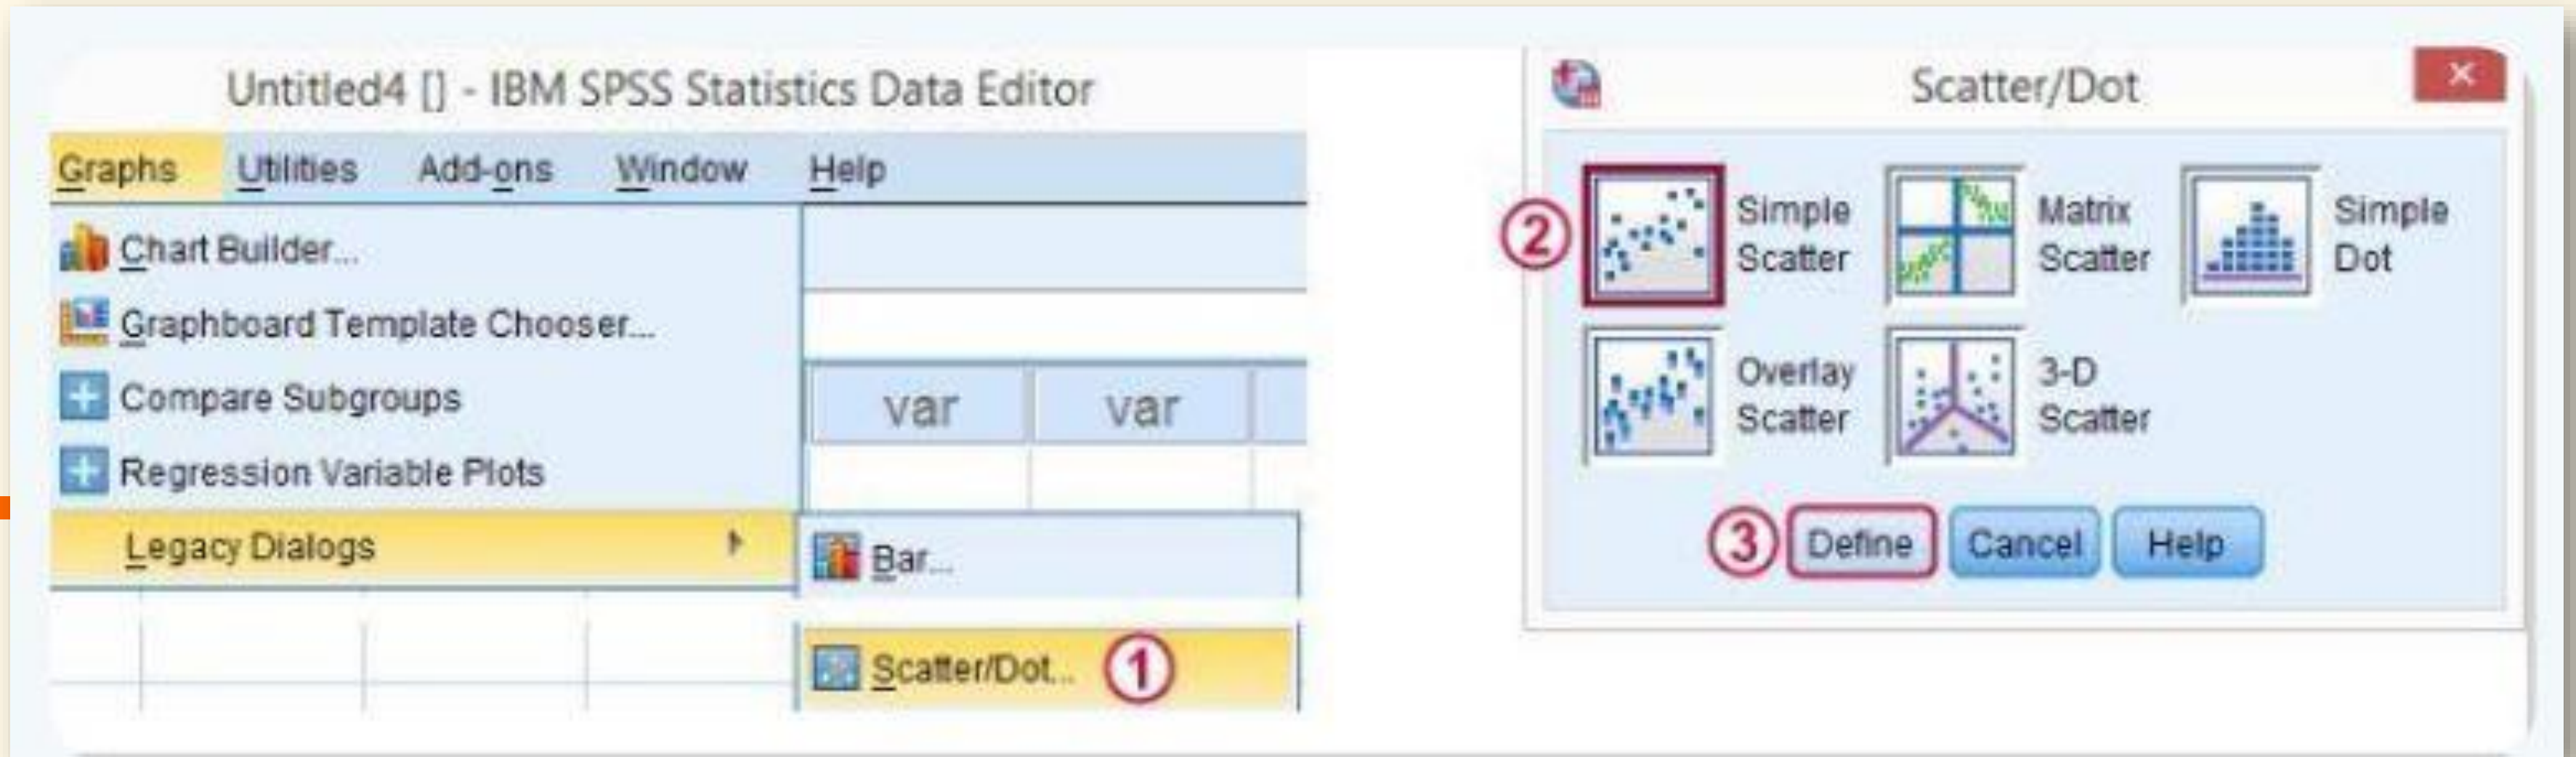 Untitled4 [] - IBM SPSS Statistics Data Editor
Graphs Utilities Add-ons Window Help
Chart Builder...
Graphboard Template Chooser...
Compare Subgroups
Regression Variable Plots
Legacy Dialogs
var var
Bar...
Scatter/Dot... 1
Scatter/Dot
2
Simple
Scatter
Matrix
Scatter
Simple
Dot
Overlay
Scatter
3-D
Scatter
3 Define Cancel Help